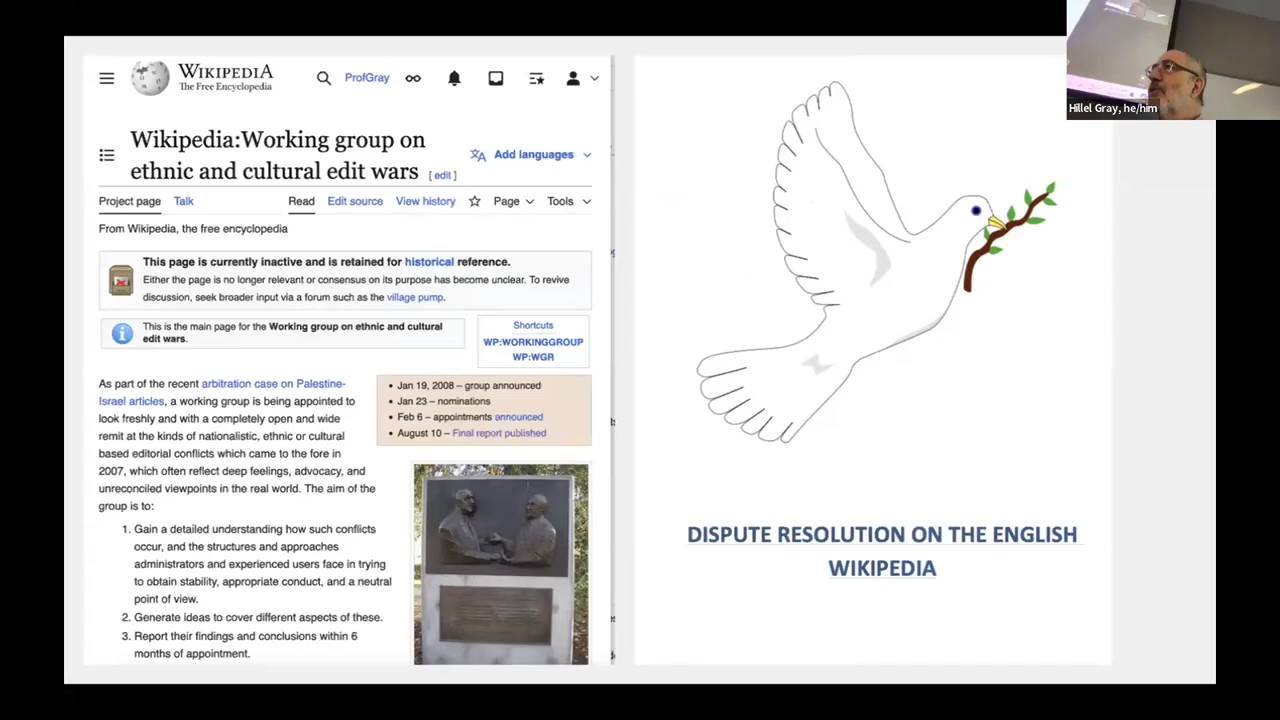 WIKIPEDIA
The Free Encyclopedia
ProfGray
Wikipedia:Working group on
ethnic and cultural edit wars [ edit ]
Add languages
Project page Talk Read Edit source View history Page Tools
From Wikipedia, the free encyclopedia
This page is currently inactive and is retained for historical reference.
Either the page is no longer relevant or consensus on its purpose has become unclear. To revive
discussion, seek broader input via a forum such as the village pump.
This is the main page for the Working group on ethnic and cultural
edit wars.
Shortcuts
WP:WORKINGGROUP
WP:WGR
As part of the recent arbitration case on Palestine-
Israel articles, a working group is being appointed to
look freshly and with a completely open and wide
remit at the kinds of nationalistic, ethnic or cultural
based editorial conflicts which came to the fore in
2007, which often reflect deep feelings, advocacy, and
unreconciled viewpoints in the real world. The aim of the
group is to:
• Jan 19, 2008 – group announced
• Jan 23 – nominations
• Feb 6 – appointments announced
• August 10 – Final report published
1. Gain a detailed understanding how such conflicts
occur, and the structures and approaches
administrators and experienced users face in trying
to obtain stability, appropriate conduct, and a neutral
point of view.
2. Generate ideas to cover different aspects of these.
3. Report their findings and conclusions within 6
months of appointment.
DISPUTE RESOLUTION ON THE ENGLISH
WIKIPEDIA
Hillel Gray, he/him